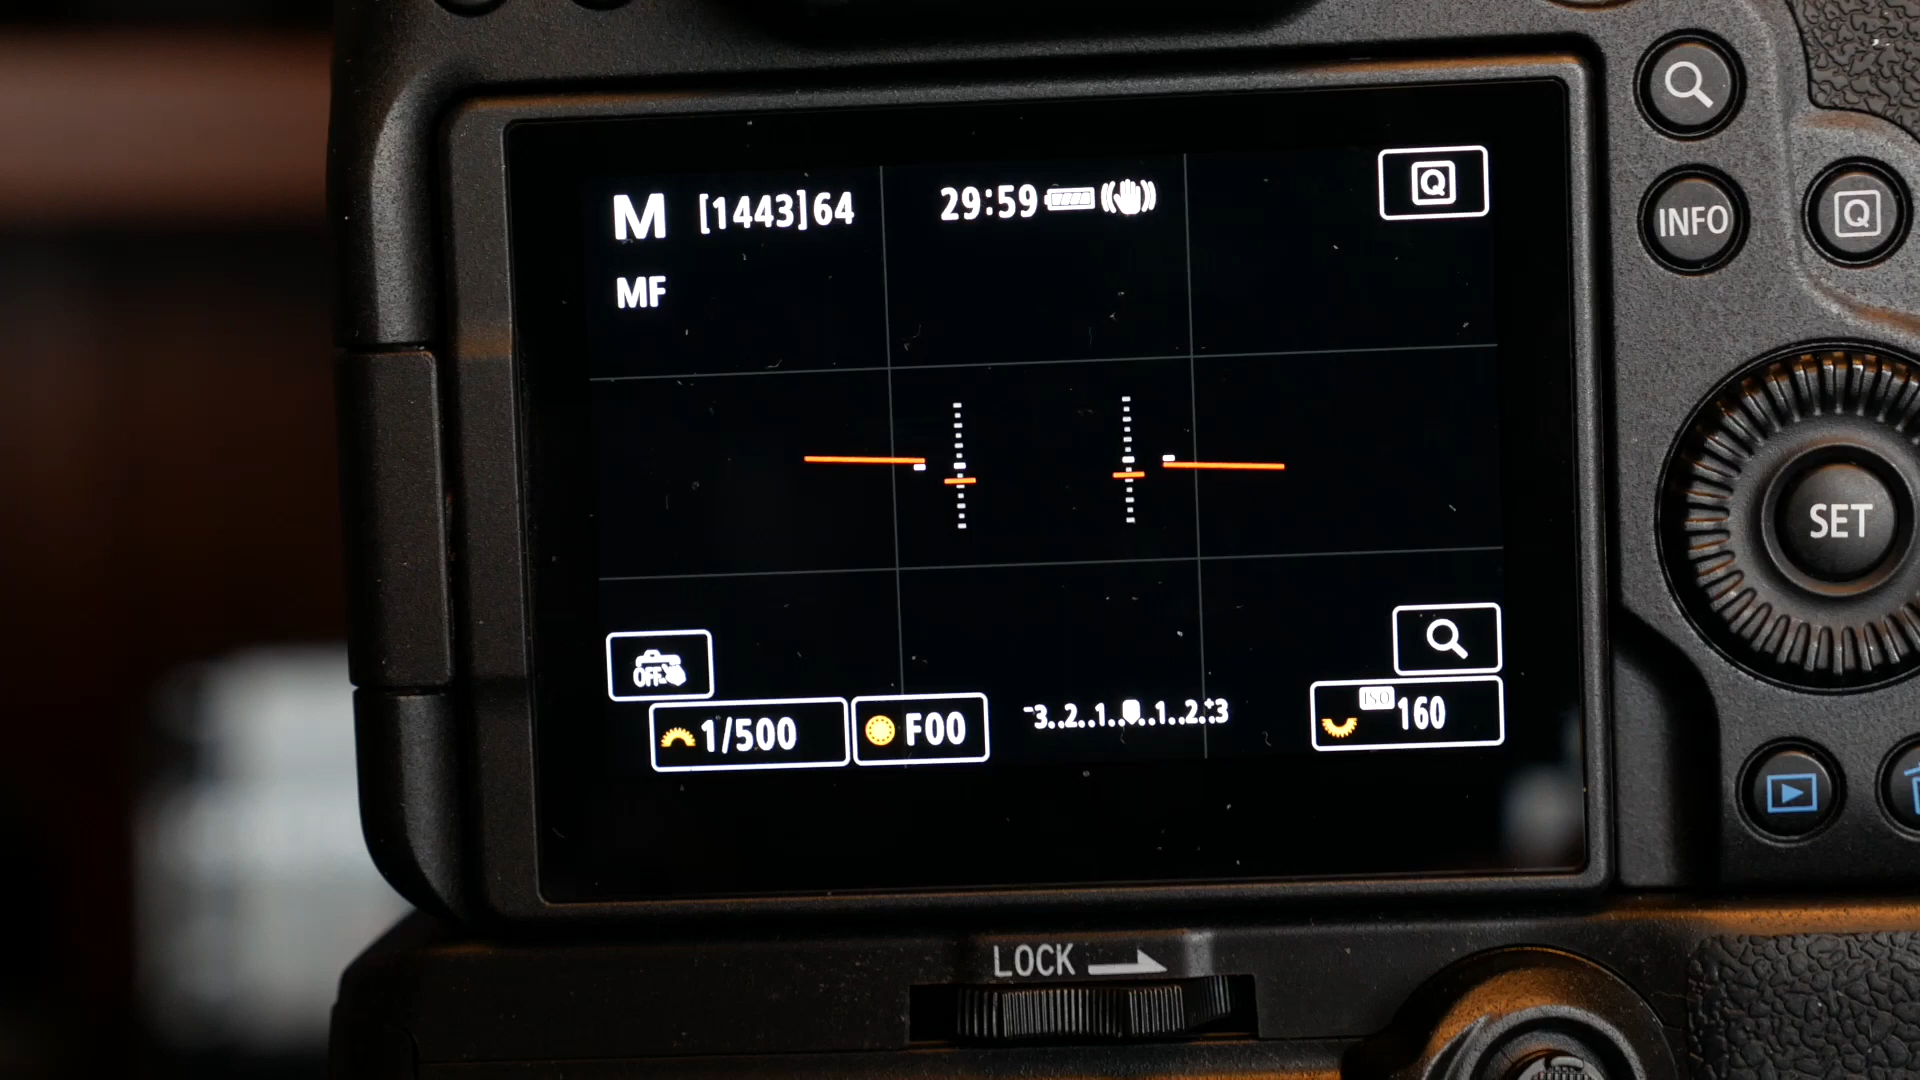 M [1443]64 29:59 Q
MF
OFF
1/500 F00 -3..2..1..0..1..2..+3 ISO 160
INFO Q
SET
LOCK